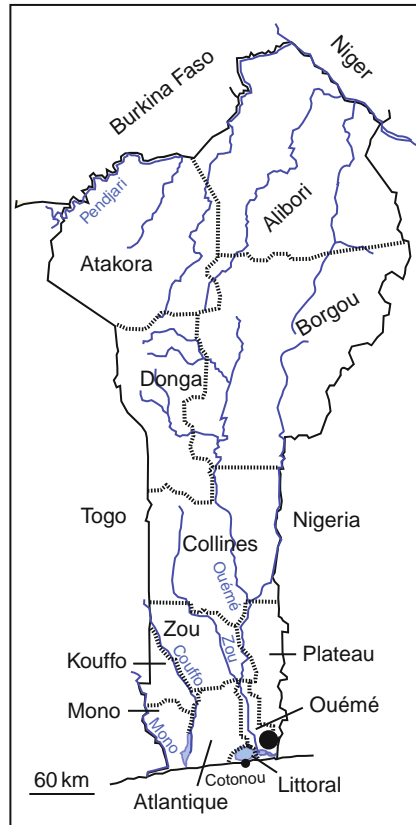 Burkina Faso
Niger
Pendjari
Alibori
Atakora
Borgou
Donga
Togo
Nigeria
Collines
Ouémé
Zou
Zou
Couffo
Kouffo
Plateau
Mono
Mono
Ouémé
60 km
Cotonou
Littoral
Atlantique